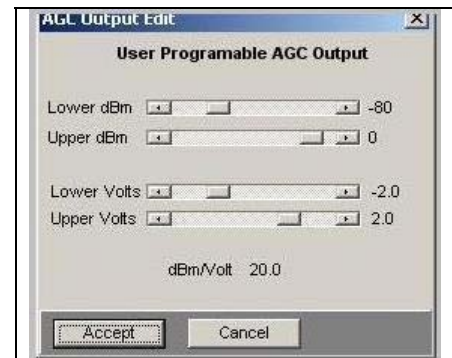 AGC Output Edit
User Programable AGC Output
Lower dBm -80
Upper dBm 0
Lower Volts -2.0
Upper Volts 2.0
dBm/Volt 20.0
Accept Cancel